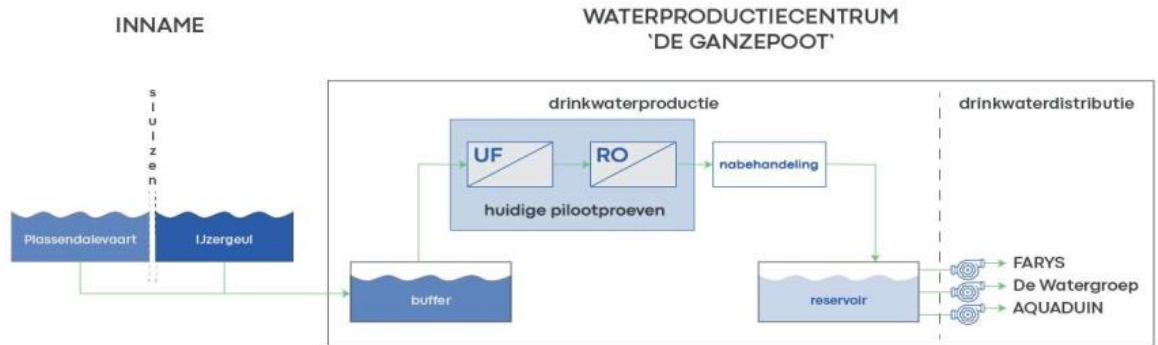 INNAME
WATERPRODUCTIECENTRUM
'DE GANZEPOOT'
sluizen
drinkwaterproductie
drinkwaterdistributie
UF
RO
nabehandeling
huidige pilootproeven
Plassendalevaart
IJzergeul
buffer
reservoir
FARYS
De Watergroep
AQUADUIN